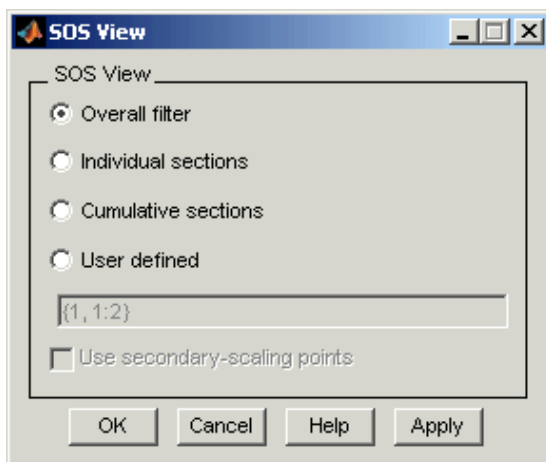 SOS View
SOS View
Overall filter
Individual sections
Cumulative sections
User defined
{1, 1:2}
Use secondary-scaling points
OK Cancel Help Apply